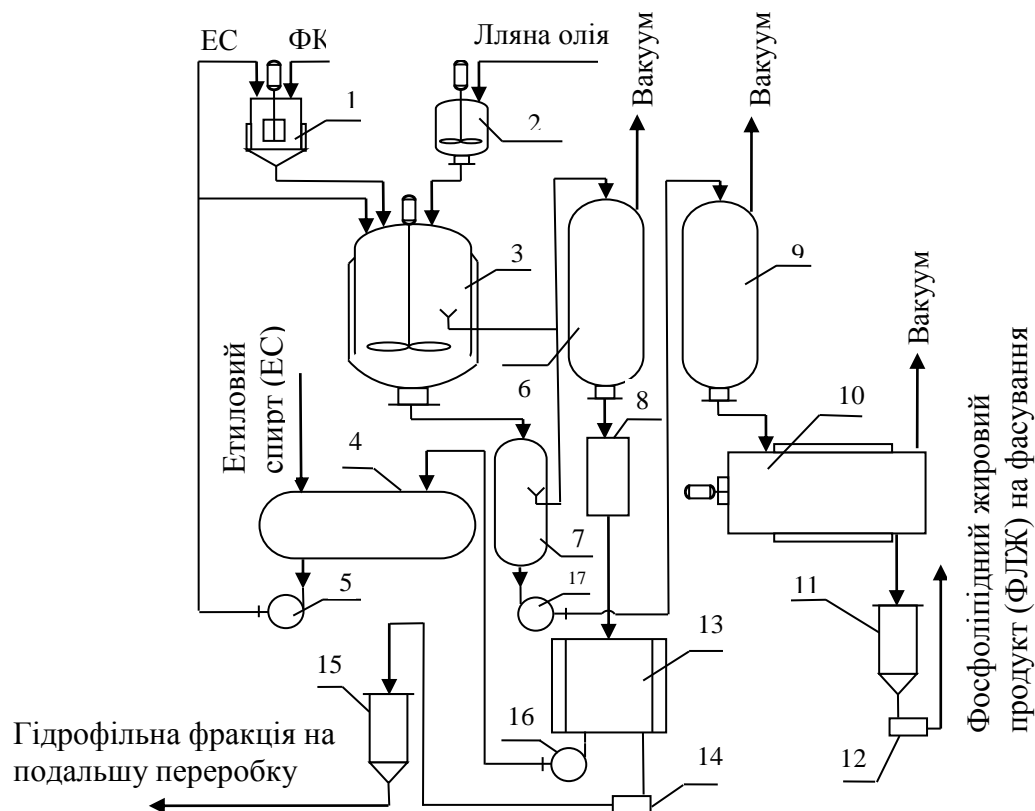 ЕС
ФК
Лляна олія
Вакуум
Вакуум
1
2
3
9
Вакуум
Етиловий
спирт (ЕС)
6
8
10
4
7
5
17
11
13
15
16
Фосфоліпідний жировий
продукт (ФЛЖ) на фасування
Гідрофільна фракція на
подальшу переробку
14
12